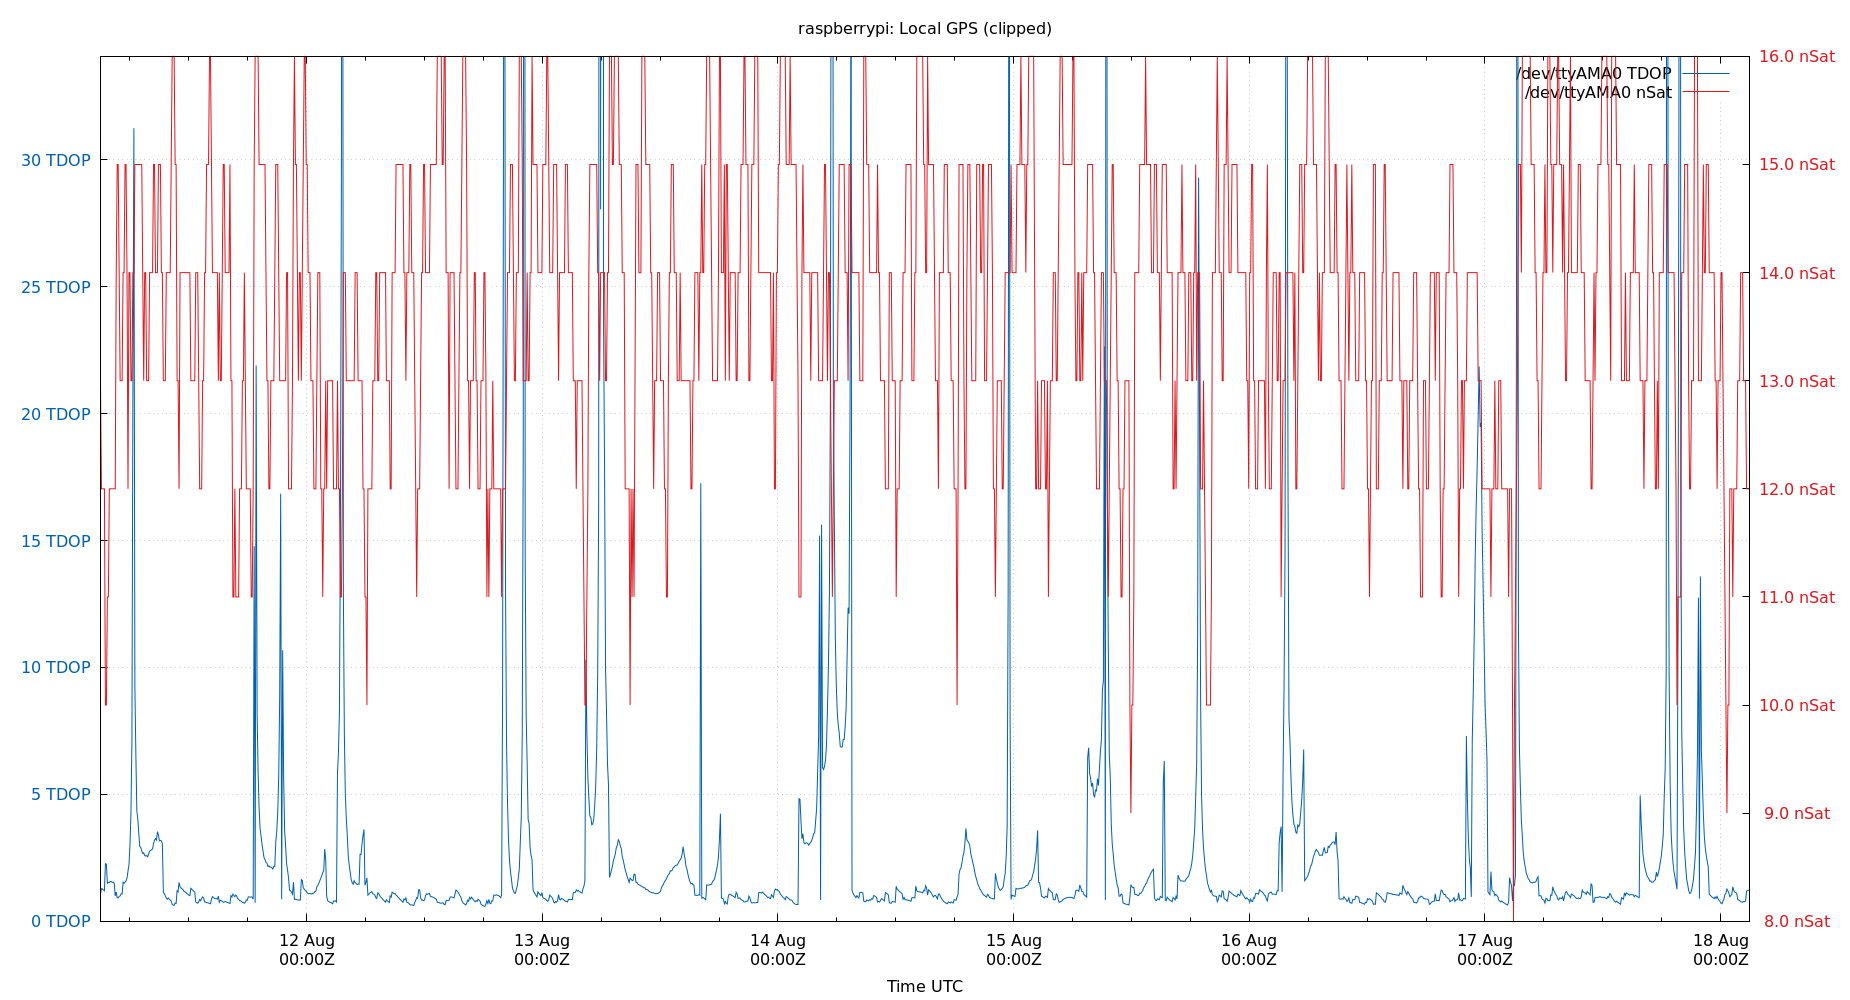 raspberrypi: Local GPS (clipped)
16.0 nSat
/dev/ttyAMA0 TDOP
/dev/ttyAMA0 nSat
30 TDOP
15.0 nSat
25 TDOP
14.0 nSat
20 TDOP
13.0 nSat
15 TDOP
12.0 nSat
10 TDOP
11.0 nSat
5 TDOP
10.0 nSat
0 TDOP
9.0 nSat
8.0 nSat
12 Aug
00:00Z
13 Aug
00:00Z
14 Aug
00:00Z
15 Aug
00:00Z
16 Aug
00:00Z
17 Aug
00:00Z
18 Aug
00:00Z
Time UTC